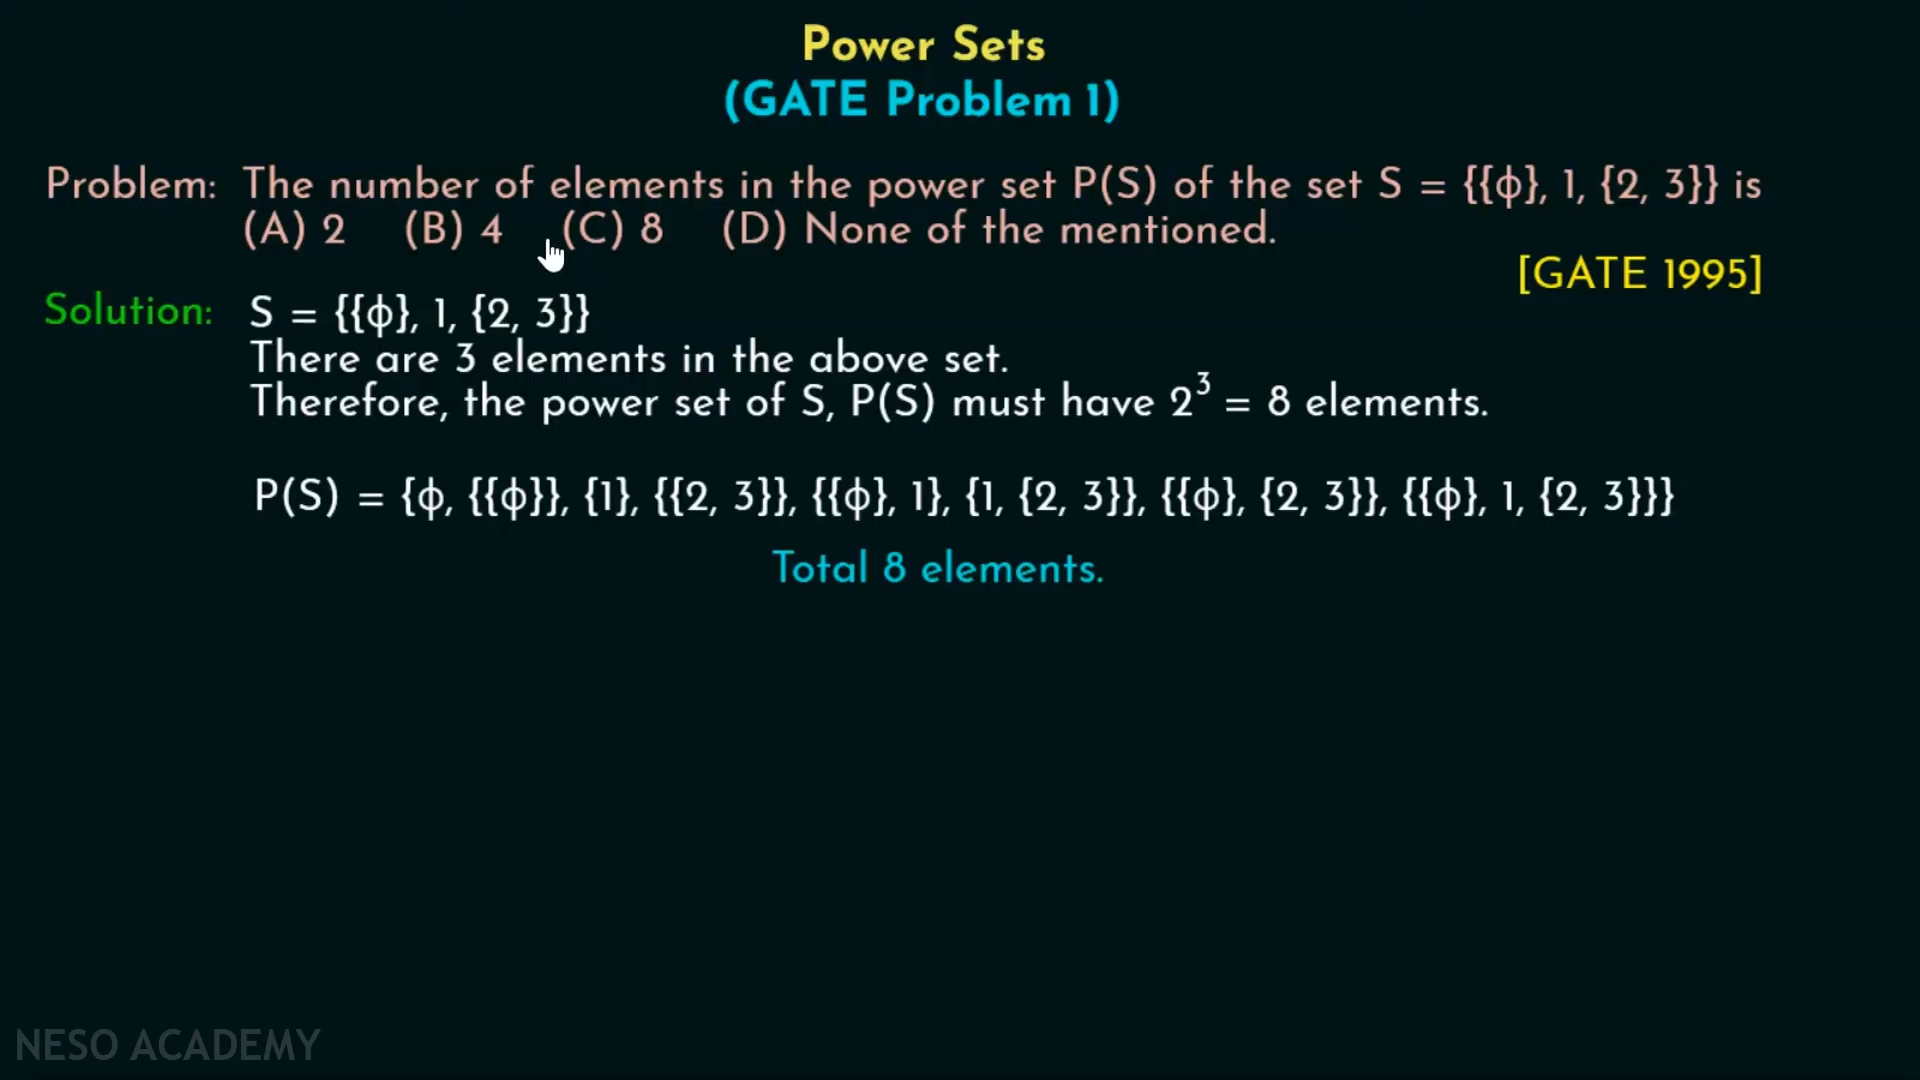 Power Sets
(GATE Problem 1)
Problem: The number of elements in the power set P(S) of the set S = {{ϕ}, 1, {2, 3}} is
(A) 2 (B) 4 (C) 8 (D) None of the mentioned.
[GATE 1995]
Solution: S = {{ϕ}, 1, {2, 3}}
There are 3 elements in the above set.
Therefore, the power set of S, P(S) must have 2³ = 8 elements.
P(S) = {ϕ, {{ϕ}}, {1}, {{2, 3}}, {{ϕ}, 1}, {1, {2, 3}}, {{ϕ}, {2, 3}}, {{ϕ}, 1, {2, 3}}}
Total 8 elements.
NESO ACADEMY